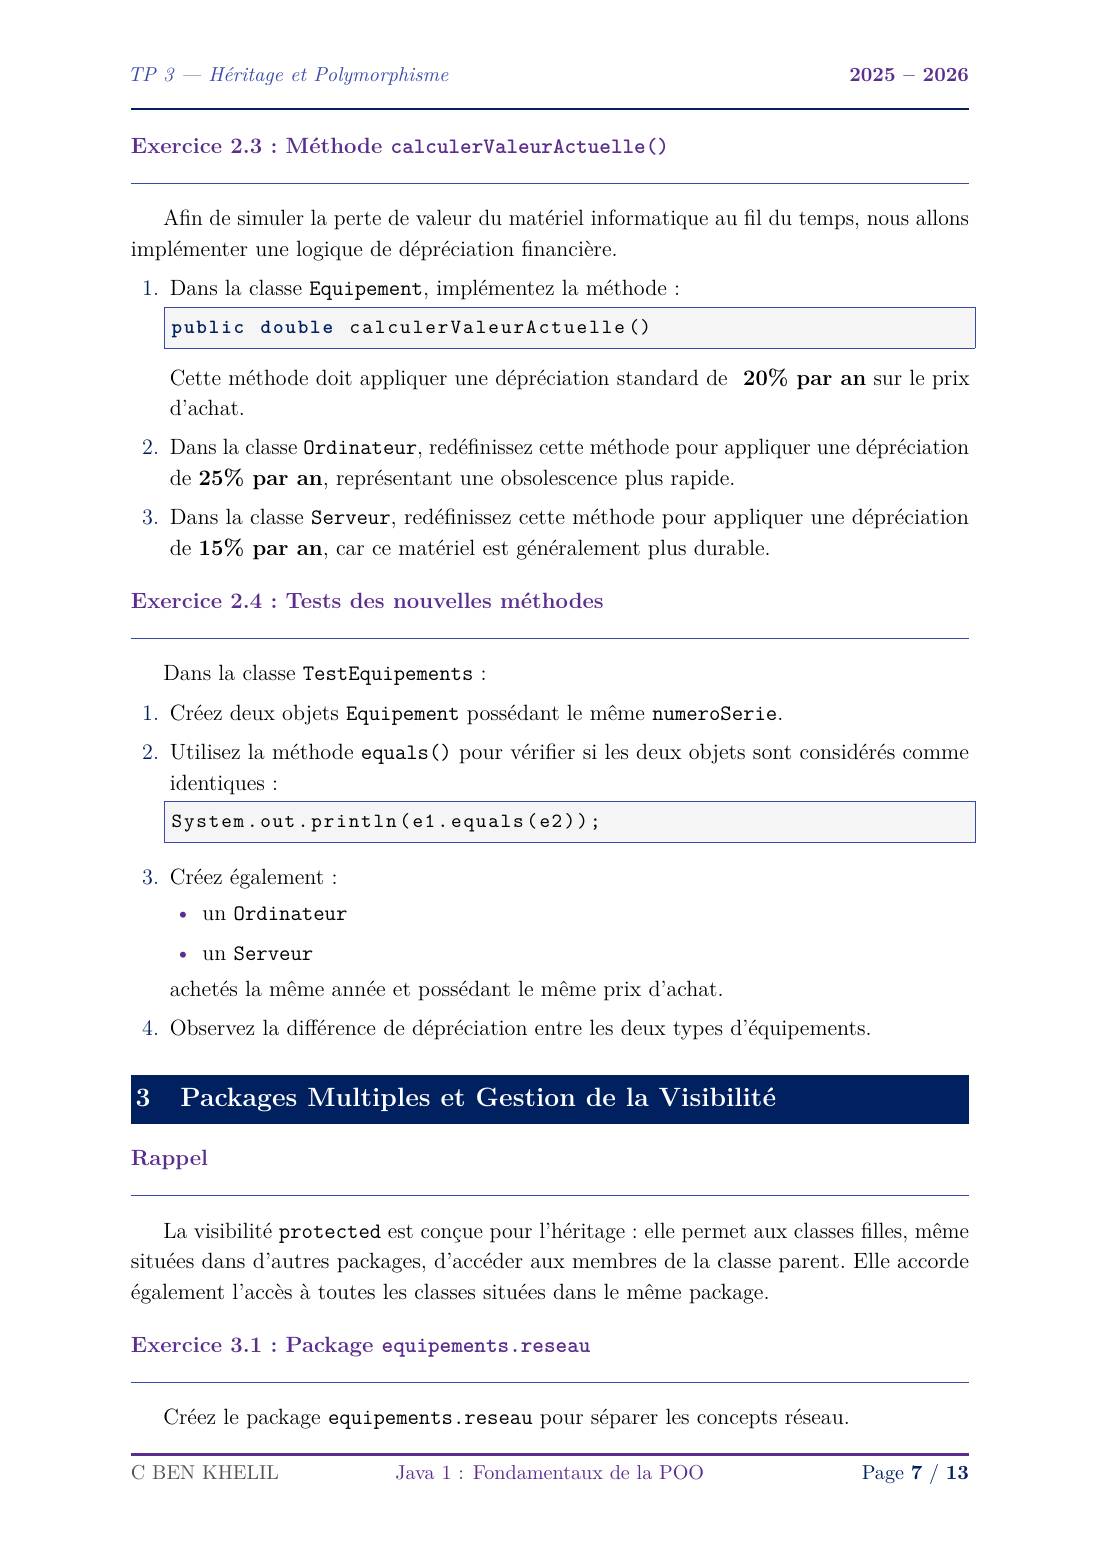 TP 3 — Héritage et Polymorphisme 2025 – 2026
Exercice 2.3 : Méthode calculerValeurActuelle()
Afin de simuler la perte de valeur du matériel informatique au fil du temps, nous allons
implémenter une logique de dépréciation financière.
1. Dans la classe Equipement, implémentez la méthode :
public double calculerValeurActuelle()
Cette méthode doit appliquer une dépréciation standard de 20% par an sur le prix
d'achat.
2. Dans la classe Ordinateur, redéfinissez cette méthode pour appliquer une dépréciation
de 25% par an, représentant une obsolescence plus rapide.
3. Dans la classe Serveur, redéfinissez cette méthode pour appliquer une dépréciation
de 15% par an, car ce matériel est généralement plus durable.
Exercice 2.4 : Tests des nouvelles méthodes
Dans la classe TestEquipements :
1. Créez deux objets Equipement possédant le même numeroSerie.
2. Utilisez la méthode equals() pour vérifier si les deux objets sont considérés comme
identiques :
System.out.println(e1.equals(e2));
3. Créez également :
• un Ordinateur
• un Serveur
achetés la même année et possédant le même prix d'achat.
4. Observez la différence de dépréciation entre les deux types d'équipements.
3 Packages Multiples et Gestion de la Visibilité
Rappel
La visibilité protected est conçue pour l'héritage : elle permet aux classes filles, même
situées dans d'autres packages, d'accéder aux membres de la classe parent. Elle accorde
également l'accès à toutes les classes situées dans le même package.
Exercice 3.1 : Package equipements.reseau
Créez le package equipements.reseau pour séparer les concepts réseau.
C BEN KHELIL Java 1 : Fondamentaux de la POO Page 7 / 13